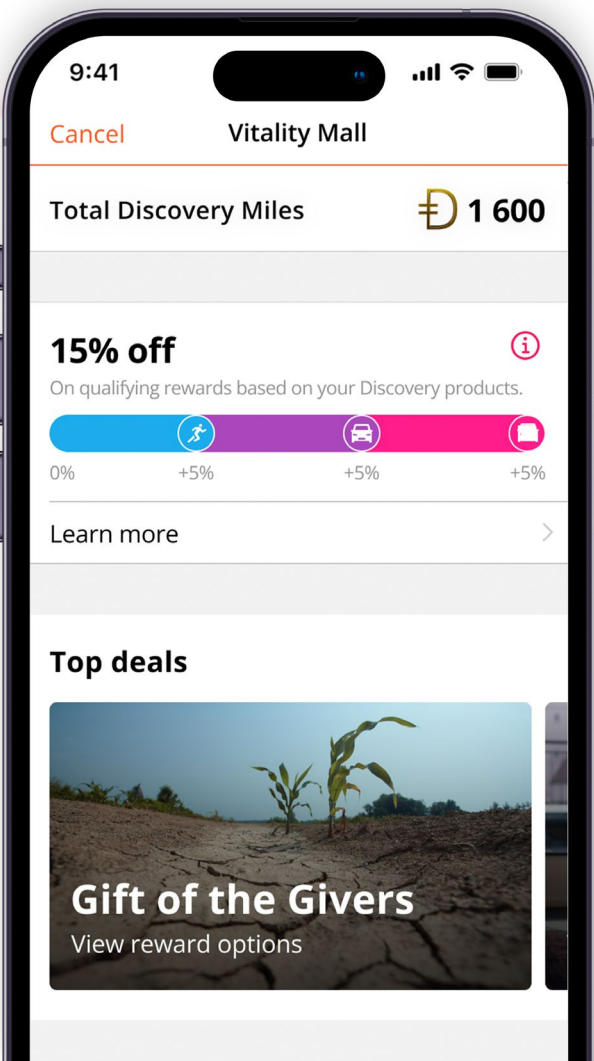 9:41
Cancel
Vitality Mall
Total Discovery Miles
1 600
15% off
On qualifying rewards based on your Discovery products.
0%
+5%
+5%
+5%
Learn more
Top deals
Gift of the Givers
View reward options